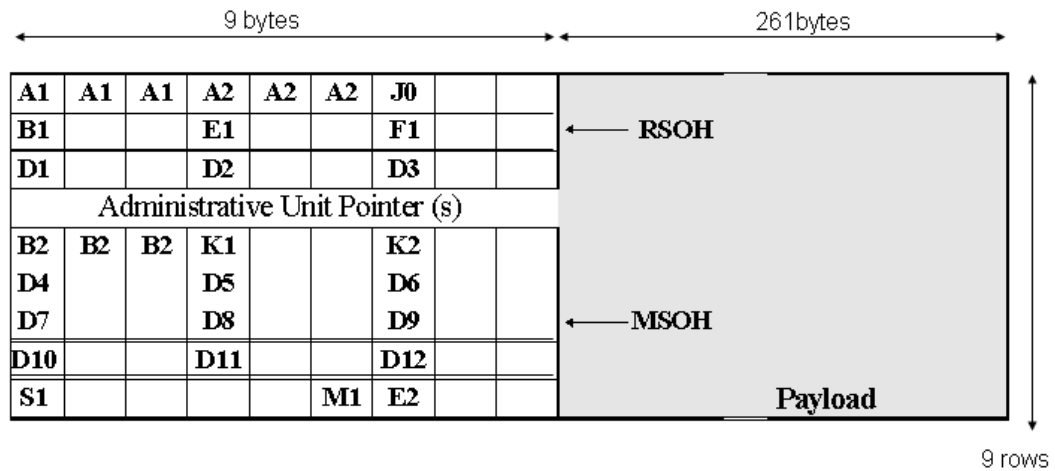 9 bytes 261bytes
A1 A1 A1 A2 A2 A2 J0
B1 E1 F1 RSOH
D1 D2 D3
Administrative Unit Pointer (s)
B2 B2 B2 K1 K2
D4 D5 D6
D7 D8 D9 MSOH
D10 D11 D12
S1 M1 E2 Payload
9 rows